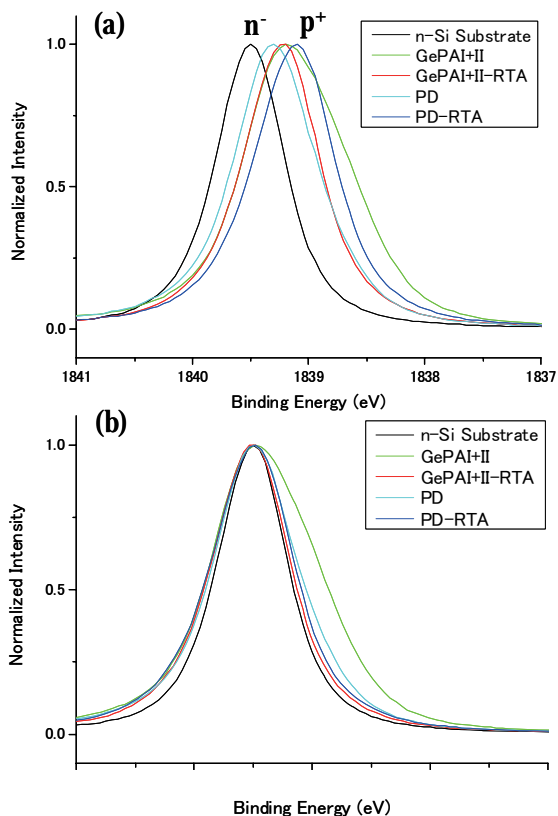 (a)
n-
p+
n-Si Substrate
GePAI+II
GePAI+II-RTA
PD
PD-RTA
Normalized Intensity
1.0
0.5
0.0
1841 1840 1839 1838 1837
Binding Energy (eV)
(b)
n-Si Substrate
GePAI+II
GePAI+II-RTA
PD
PD-RTA
Normalized Intensity
1.0
0.5
0.0
Binding Energy (eV)